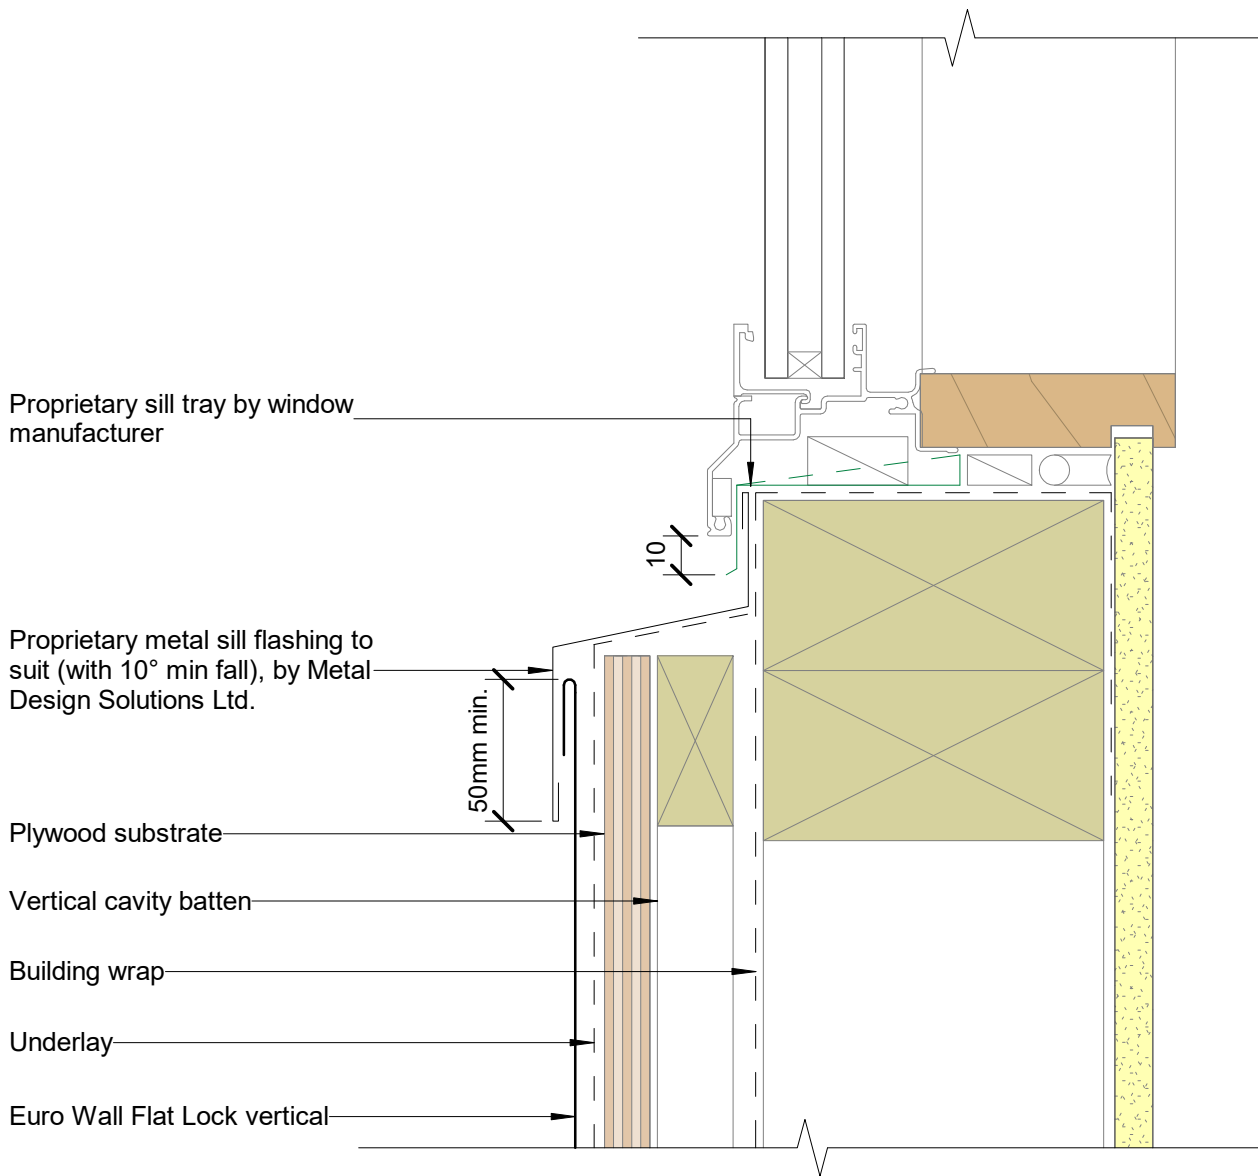 Proprietary sill tray by window
manufacturer
10
Proprietary metal sill flashing to
suit (with 10° min fall), by Metal
Design Solutions Ltd.
50mm min.
Plywood substrate
Vertical cavity batten
Building wrap
Underlay
Euro Wall Flat Lock vertical